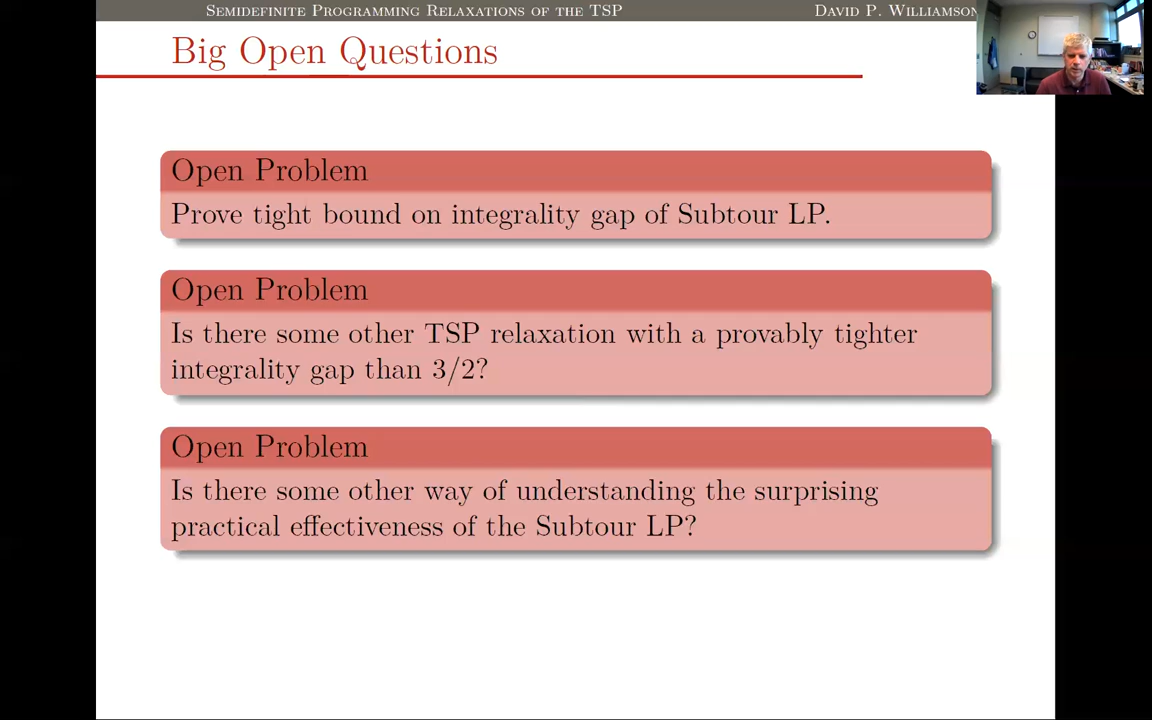 SEMIDEFINITE PROGRAMMING RELAXATIONS OF THE TSP
DAVID P. WILLIAMSON
Big Open Questions
Open Problem
Prove tight bound on integrality gap of Subtour LP.
Open Problem
Is there some other TSP relaxation with a provably tighter
integrality gap than 3/2?
Open Problem
Is there some other way of understanding the surprising
practical effectiveness of the Subtour LP?